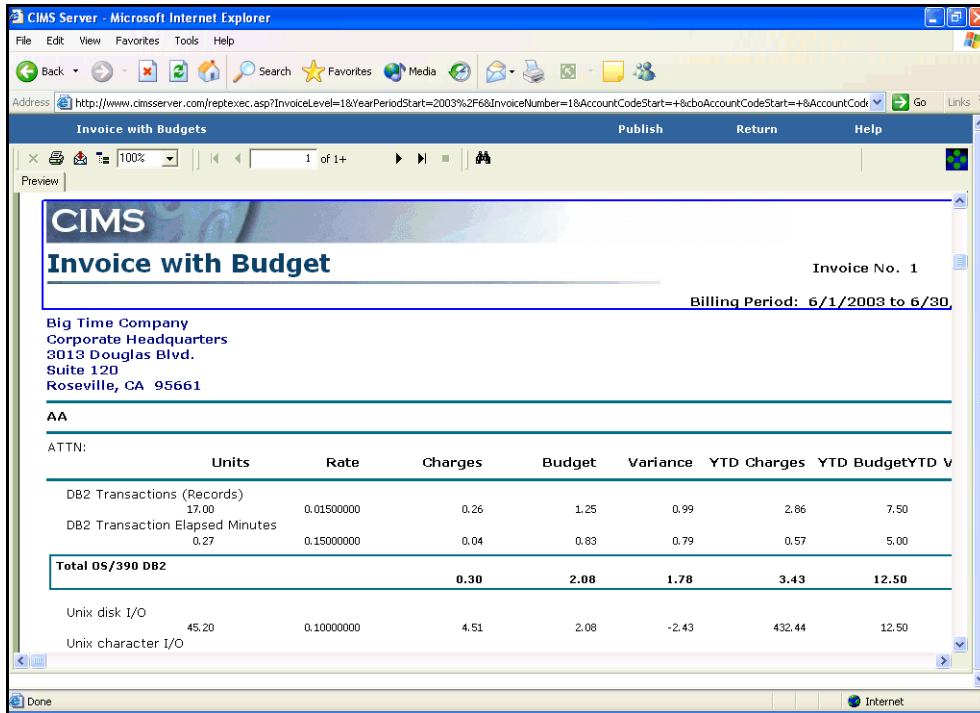 CIMS Server - Microsoft Internet Explorer
File Edit View Favorites Tools Help
Back Search Favorites Media
Address http://www.cimsserver.com/reptexec.asp?InvoiceLevel=1&YearPeriodStart=2003%2F6&InvoiceNumber=1&AccountCodeStart=+&cboAccountCodeStart=+&AccountCode Go Links
Invoice with Budgets Publish Return Help
100% 1 of 1+
Preview
CIMS
Invoice with Budget
Invoice No. 1
Billing Period: 6/1/2003 to 6/30,
Big Time Company
Corporate Headquarters
3013 Douglas Blvd.
Suite 120
Roseville, CA 95661
AA
ATTN:
Units Rate Charges Budget Variance YTD Charges YTD BudgetYTD V
DB2 Transactions (Records)
17.00 0.01500000 0.26 1.25 0.99 2.86 7.50
DB2 Transaction Elapsed Minutes
0.27 0.15000000 0.04 0.83 0.79 0.57 5.00
Total OS/390 DB2
0.30 2.08 1.78 3.43 12.50
Unix disk I/O
45.20 0.10000000 4.51 2.08 -2.43 432.44 12.50
Unix character I/O
Done Internet